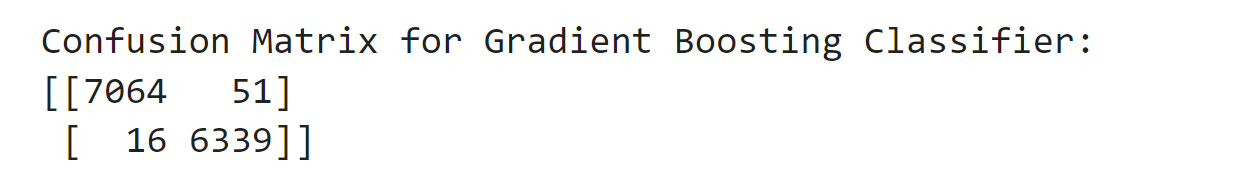 Confusion Matrix for Gradient Boosting Classifier:
[[7064   51]
 [  16 6339]]